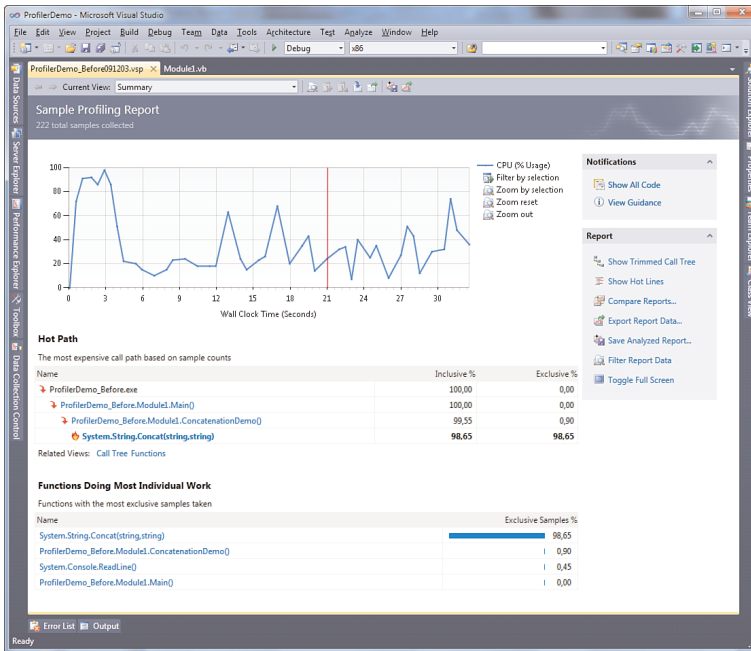 ProfilerDemo - Microsoft Visual Studio
File Edit View Project Build Debug Team Data Tools Architecture Test Analyze Window Help
Debug x86
ProfilerDemo_Before091203.vsp Module1.vb
Current View: Summary
Sample Profiling Report
222 total samples collected
100
80
60
40
20
0
0 3 6 9 12 15 18 21 24 27 30
Wall Clock Time (Seconds)
CPU (% Usage)
Filter by selection
Zoom by selection
Zoom reset
Zoom out
Notifications
Show All Code
View Guidance
Report
Show Trimmed Call Tree
Show Hot Lines
Compare Reports...
Export Report Data...
Save Analyzed Report...
Filter Report Data
Toggle Full Screen
Hot Path
The most expensive call path based on sample counts
Name Inclusive % Exclusive %
ProfilerDemo_Before.exe 100,00 0,00
ProfilerDemo_Before.Module1.Main() 100,00 0,00
ProfilerDemo_Before.Module1.ConcatenationDemo() 99,55 0,90
System.String.Concat(string,string) 98,65 98,65
Related Views: Call Tree Functions
Functions Doing Most Individual Work
Functions with the most exclusive samples taken
Name Exclusive Samples %
System.String.Concat(string,string) 98,65
ProfilerDemo_Before.Module1.ConcatenationDemo() 0,90
System.Console.ReadLine() 0,45
ProfilerDemo_Before.Module1.Main() 0,00
Data Sources
Server Explorer
Performance Explorer
Toolbox
Data Collection Control
Solution Explorer
Class View
Error List Output
Ready